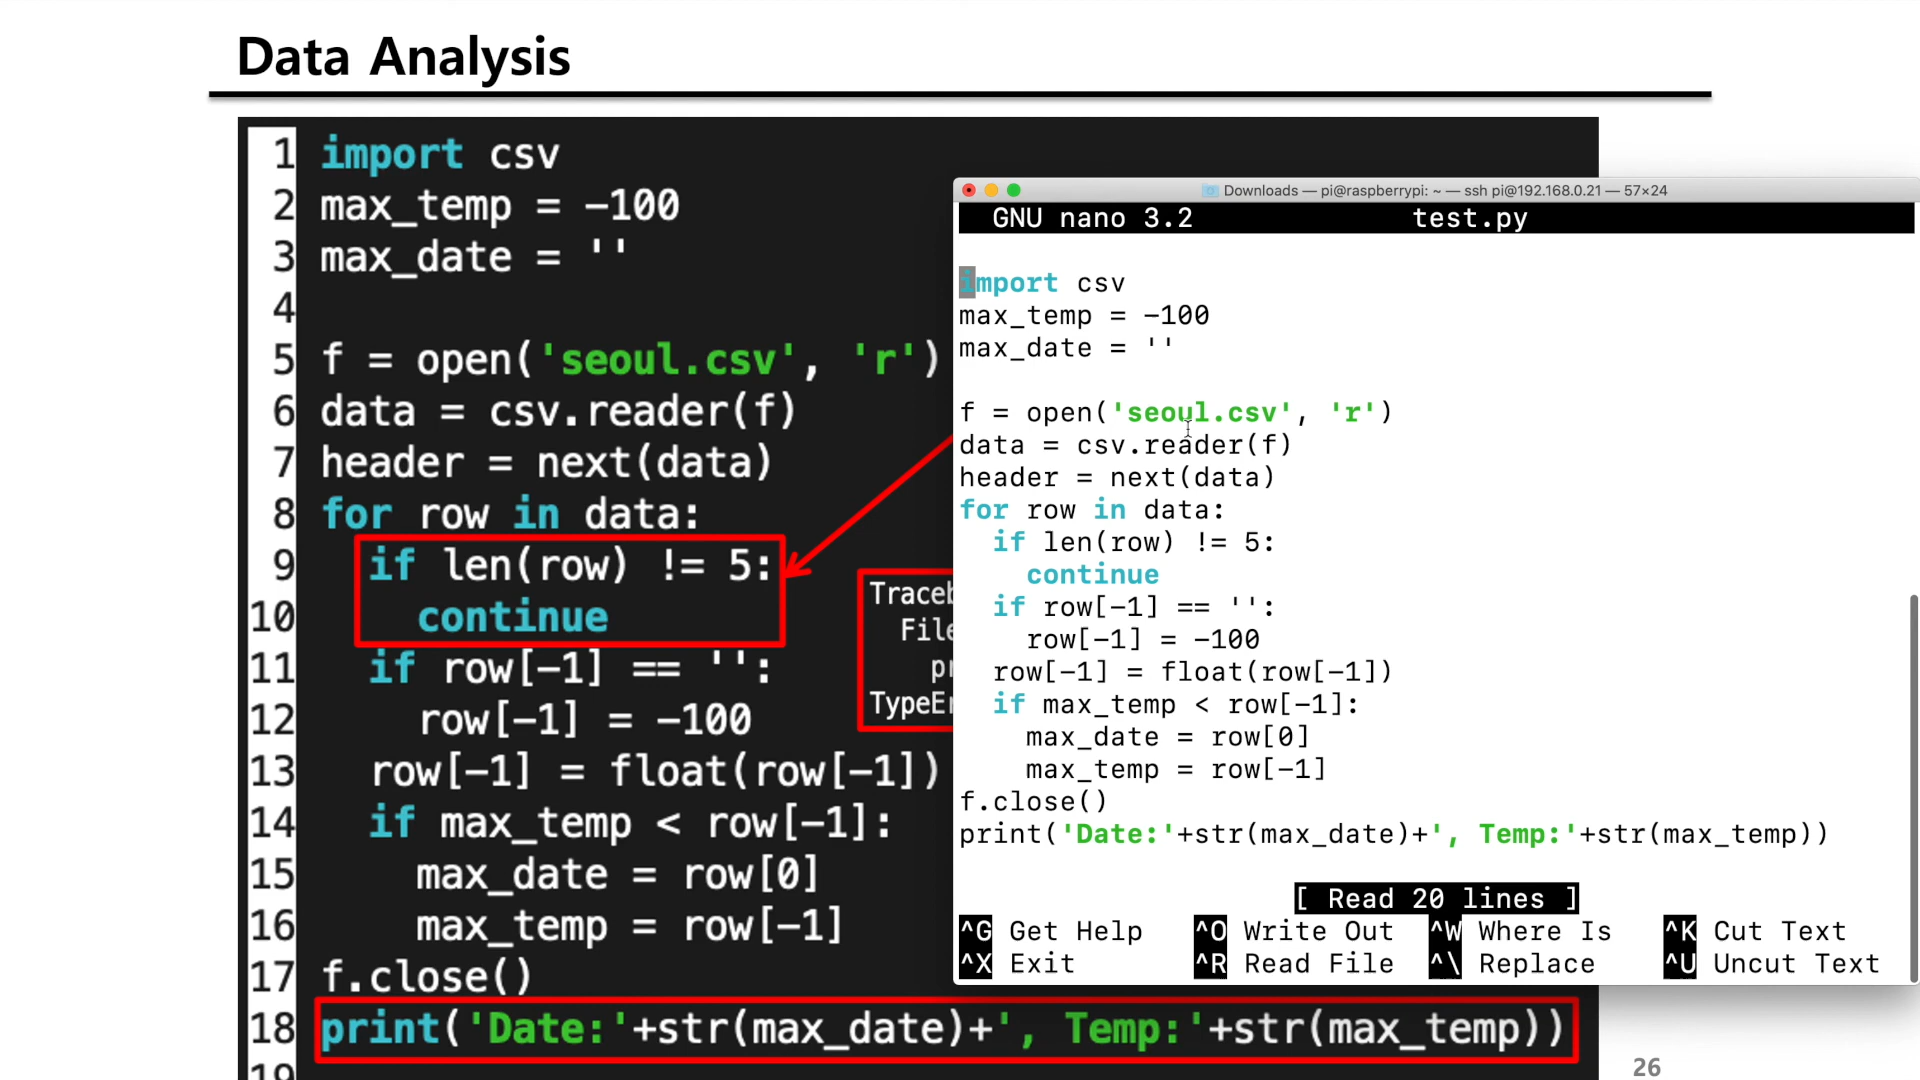 Data Analysis
1 import csv
2 max_temp = -100
3 max_date = ''
4
5 f = open('seoul.csv', 'r')
6 data = csv.reader(f)
7 header = next(data)
8 for row in data:
9 if len(row) != 5:
10 continue
11 if row[-1] == '':
12 row[-1] = -100
13 row[-1] = float(row[-1])
14 if max_temp < row[-1]:
15 max_date = row[0]
16 max_temp = row[-1]
17 f.close()
18 print('Date:'+str(max_date)+', Temp:'+str(max_temp))
19
Downloads — pi@raspberrypi: ~ — ssh pi@192.168.0.21 — 57×24
GNU nano 3.2 test.py
import csv
max_temp = -100
max_date = ''
f = open('seoul.csv', 'r')
data = csv.reader(f)
header = next(data)
for row in data:
if len(row) != 5:
continue
if row[-1] == '':
row[-1] = -100
row[-1] = float(row[-1])
if max_temp < row[-1]:
max_date = row[0]
max_temp = row[-1]
f.close()
print('Date:'+str(max_date)+', Temp:'+str(max_temp))
[ Read 20 lines ]
^G Get Help ^O Write Out ^W Where Is ^K Cut Text
^X Exit ^R Read File ^\ Replace ^U Uncut Text
26